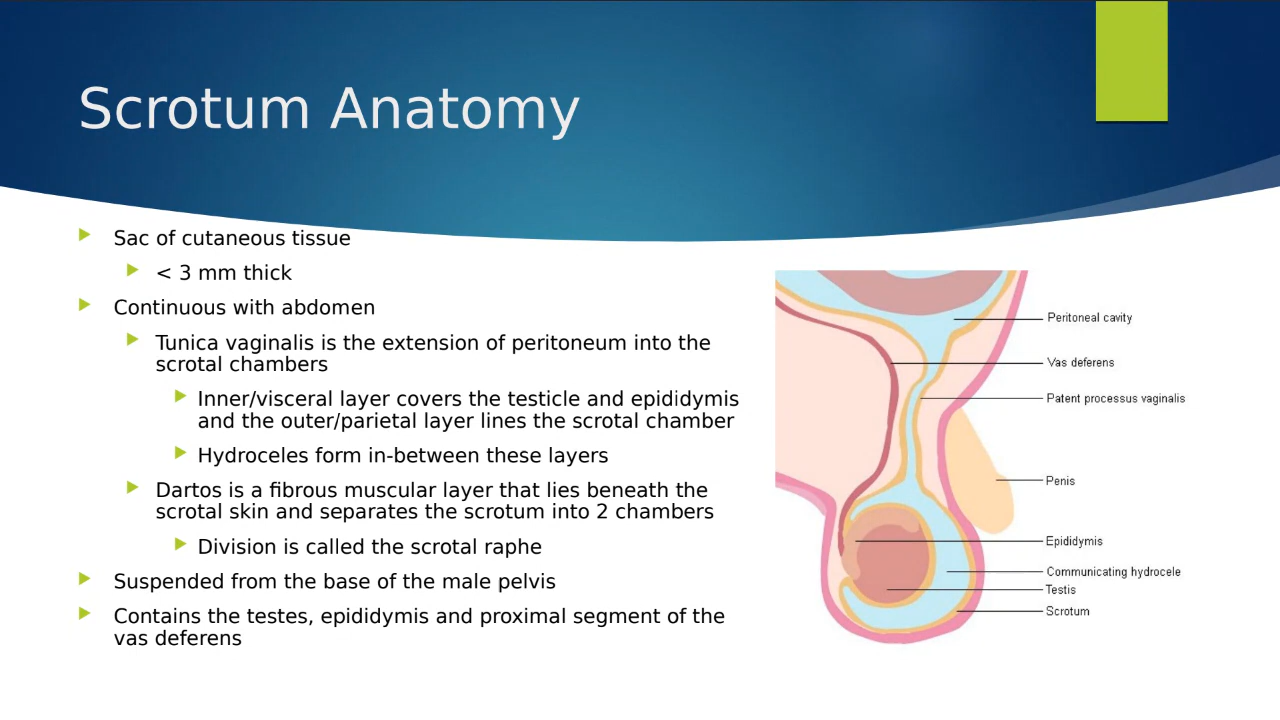 Scrotum Anatomy
Sac of cutaneous tissue
< 3 mm thick
Continuous with abdomen
Tunica vaginalis is the extension of peritoneum into the
scrotal chambers
Inner/visceral layer covers the testicle and epididymis
and the outer/parietal layer lines the scrotal chamber
Hydroceles form in-between these layers
Dartos is a fibrous muscular layer that lies beneath the
scrotal skin and separates the scrotum into 2 chambers
Division is called the scrotal raphe
Suspended from the base of the male pelvis
Contains the testes, epididymis and proximal segment of the
vas deferens
Peritoneal cavity
Vas deferens
Patent processus vaginalis
Penis
Epididymis
Communicating hydrocele
Testis
Scrotum